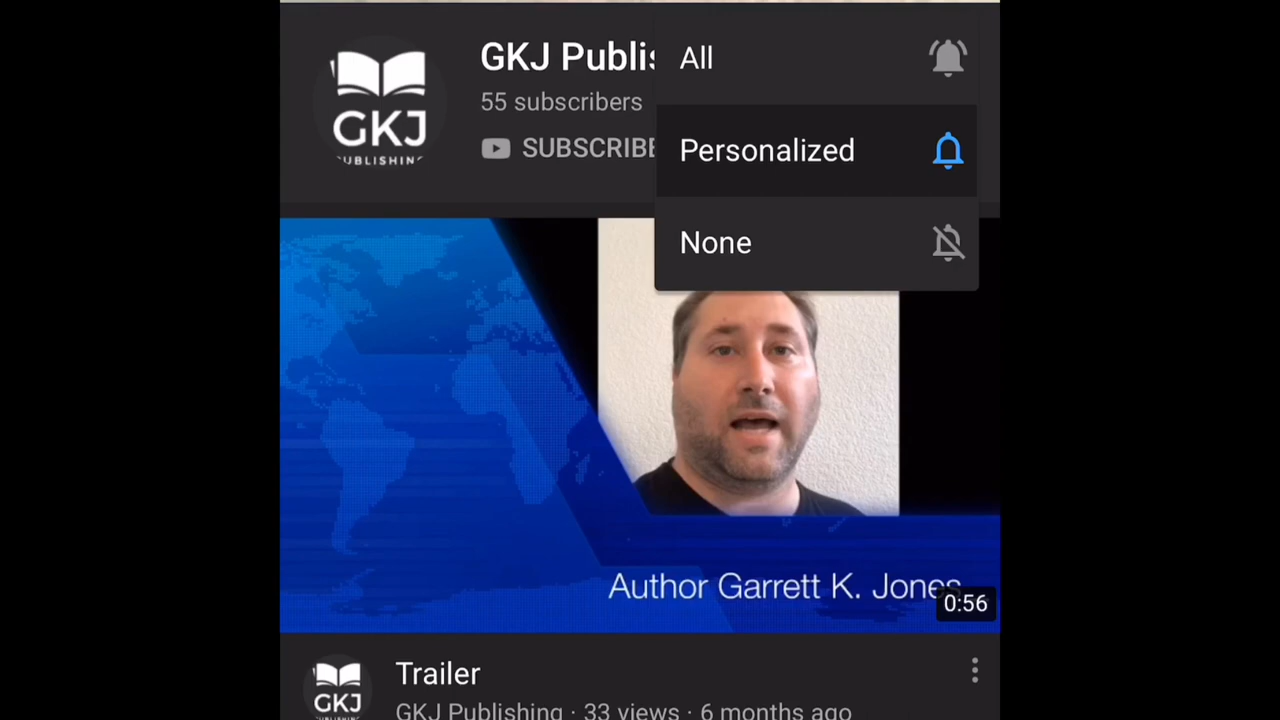 GKJ
PUBLISHING
GKJ Publis
55 subscribers
SUBSCRIBE
All
Personalized
None
Author Garrett K. Jones
0:56
GKJ
Trailer
GKJ Publishing · 33 views · 6 months ago